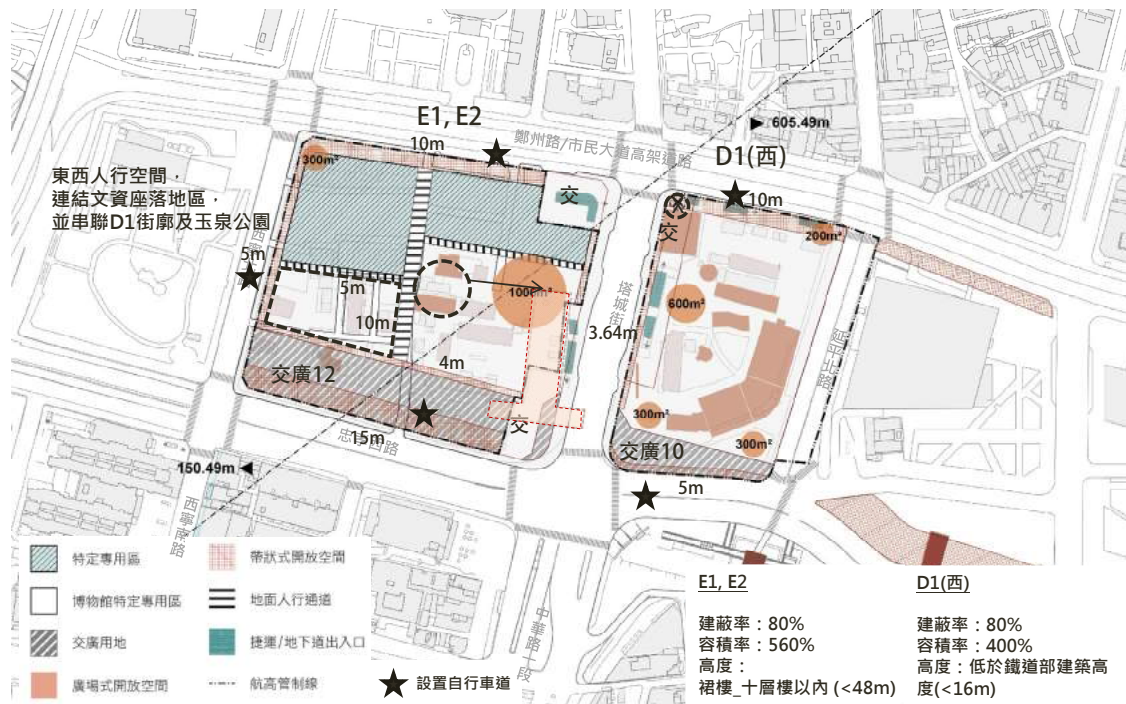 E1, E2
10m
鄭州路/市民大道高架道路
605.49m
D1(西)
10m
300m²
東西人行空間，
連結文資座落地區，
並串聯D1街廓及玉泉公園
交
交
200m²
5m
5m
1000m²
塔城街
600m²
10m
3.64m
4m
交廣12
交
300m²
300m²
交廣10
15m
5m
150.49m
西寧南路
中華路一段
特定專用區
帶狀式開放空間
博物館特定專用區
地面人行通道
交廣用地
捷運/地下道出入口
廣場式開放空間
航高管制線
設置自行車道
E1, E2
建蔽率：80%
容積率：560%
高度：
裙樓_十層樓以內 (<48m)
D1(西)
建蔽率：80%
容積率：400%
高度：低於鐵道部建築高
度(<16m)